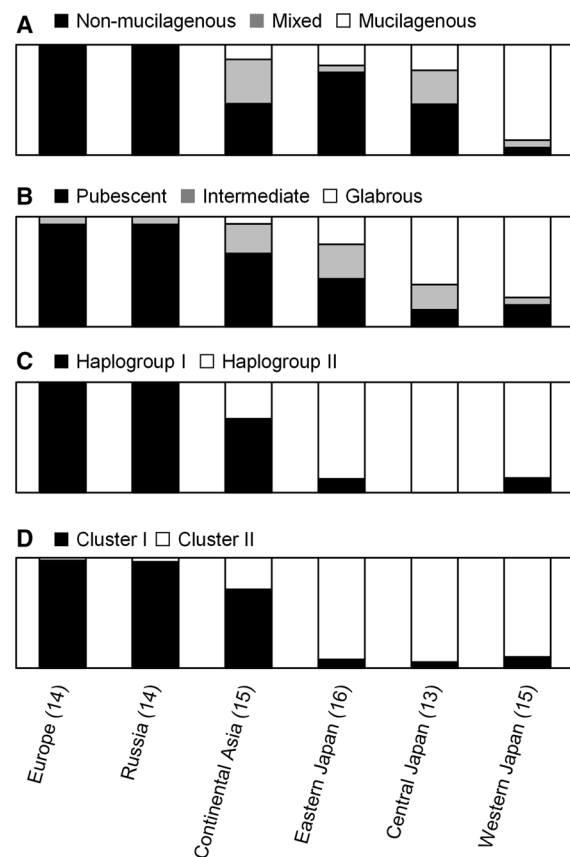 A Non-mucilagenous Mixed Mucilagenous
B Pubescent Intermediate Glabrous
C Haplogroup I Haplogroup II
D Cluster I Cluster II
Europe (14)
Russia (14)
Continental Asia (15)
Eastern Japan (16)
Central Japan (13)
Western Japan (15)